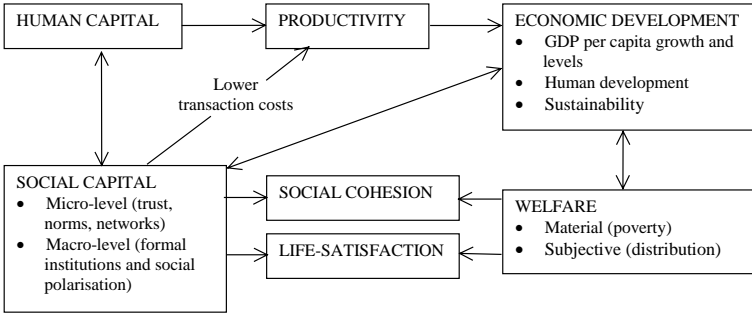 HUMAN CAPITAL
PRODUCTIVITY
ECONOMIC DEVELOPMENT
• GDP per capita growth and
levels
• Human development
• Sustainability
Lower
transaction costs
SOCIAL CAPITAL
• Micro-level (trust,
norms, networks)
• Macro-level (formal
institutions and social
polarisation)
SOCIAL COHESION
LIFE-SATISFACTION
WELFARE
• Material (poverty)
• Subjective (distribution)